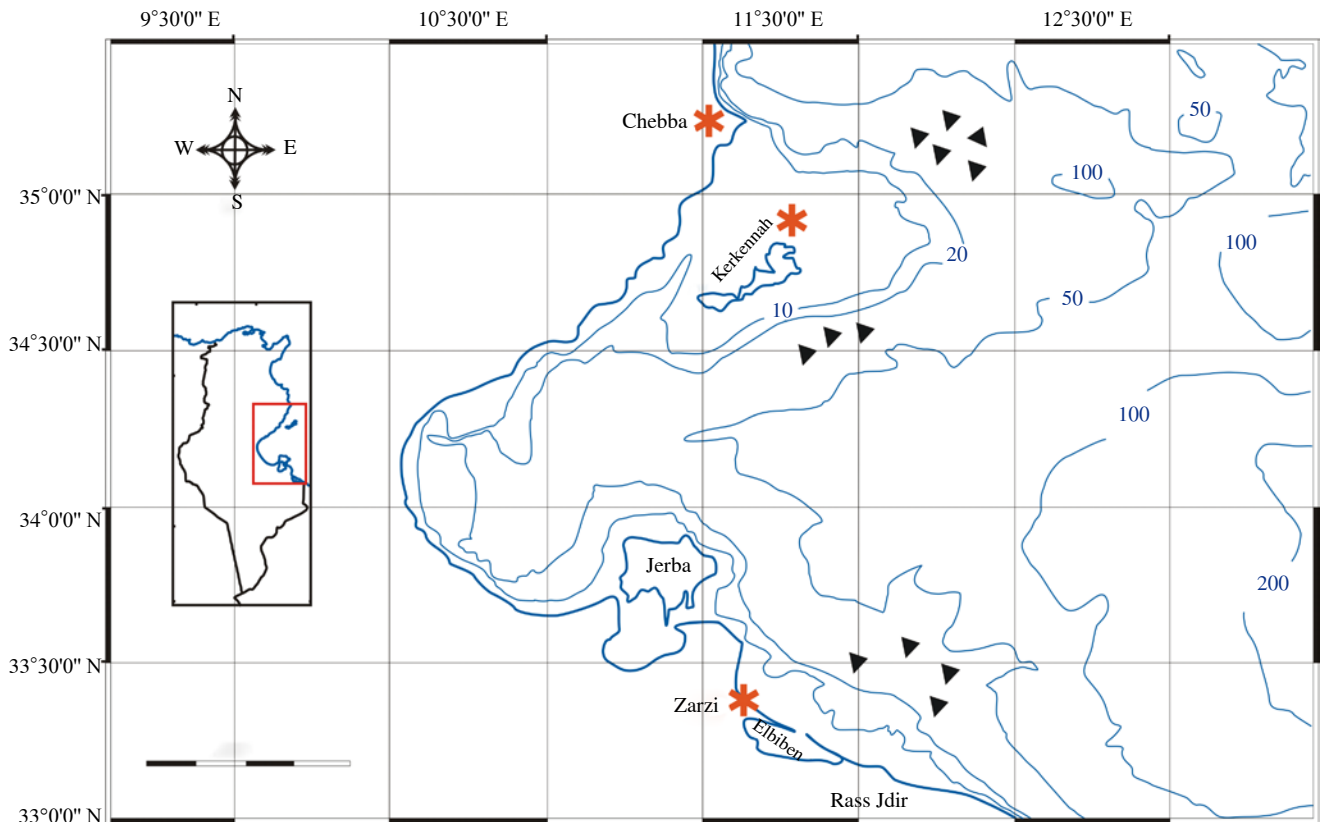 9°30'0'' E
10°30'0'' E
11°30'0'' E
12°30'0'' E
N
W
E
S
Chebba
50
100
35°0'0'' N
Kerkennah
100
20
50
10
34°30'0'' N
100
34°0'0'' N
Jerba
200
33°30'0'' N
Zarzi
Elbiben
Rass Jdir
33°0'0'' N